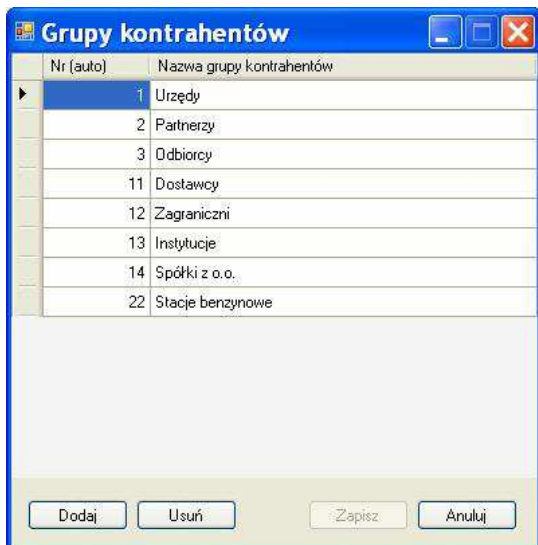 Grupy kontrahentów
Nr (auto) Nazwa grupy kontrahentów
1 Urzędy
2 Partnerzy
3 Odbiorcy
11 Dostawcy
12 Zagraniczni
13 Instytucje
14 Spółki z o.o.
22 Stacje benzynowe
Dodaj Usuń Zapisz Anuluj